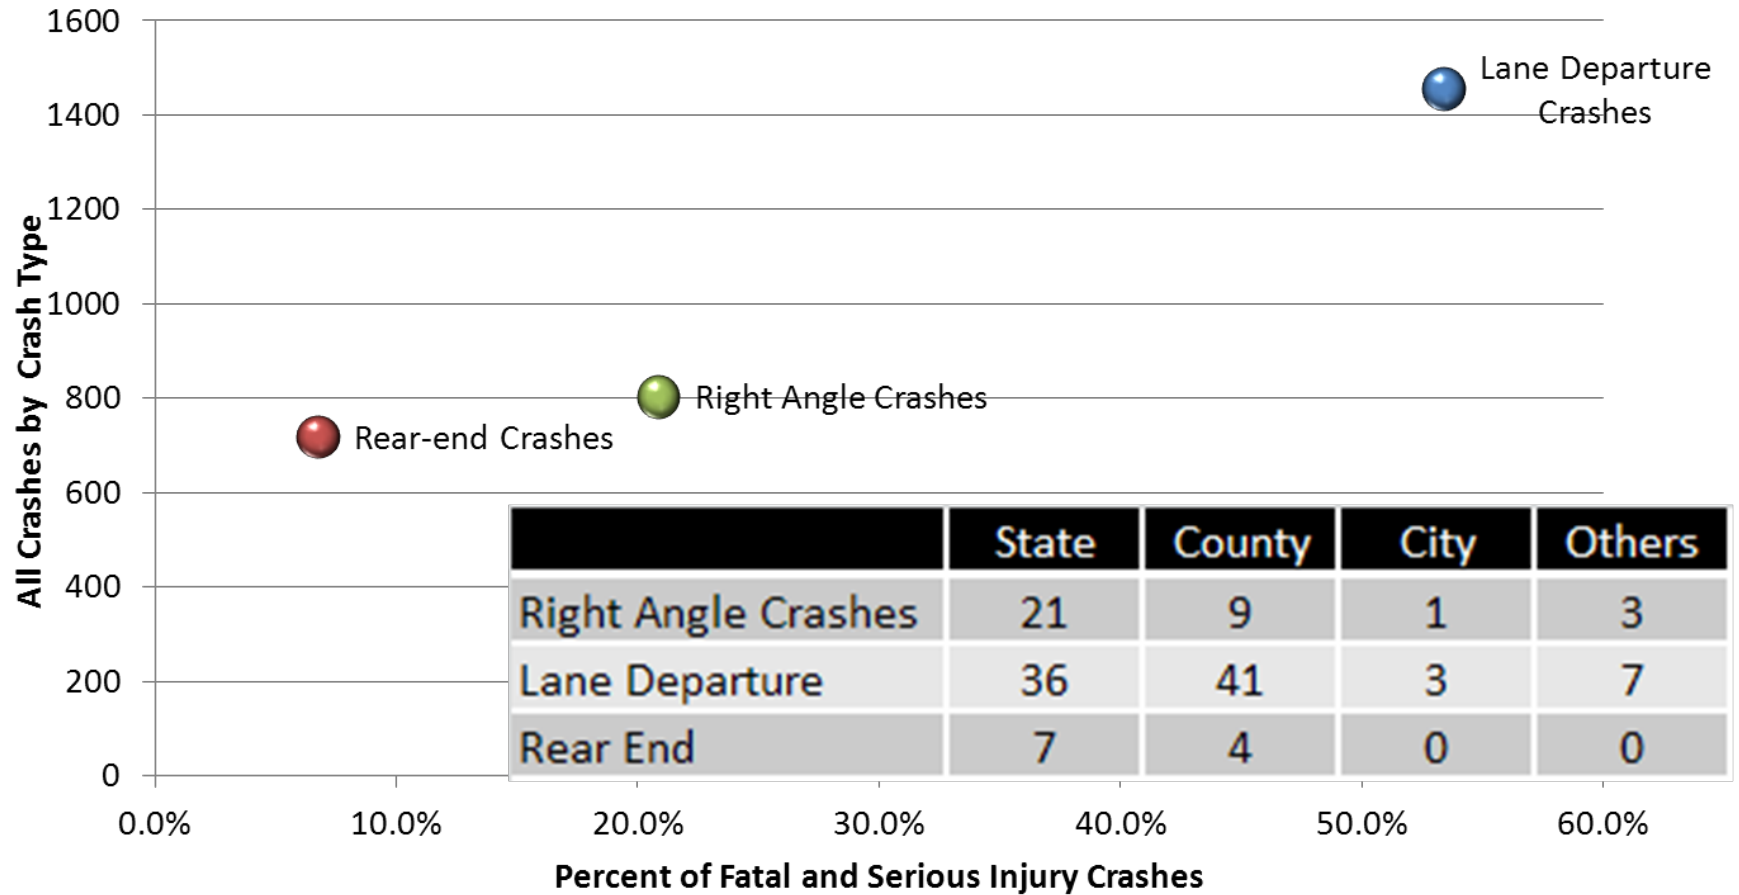 1600
Lane Departure
Crashes
1400
1200
1000
800
Right Angle Crashes
Rear-end Crashes
600
400
200
0
All Crashes by Crash Type
State County City Others
Right Angle Crashes 21 9 1 3
Lane Departure 36 41 3 7
Rear End 7 4 0 0
0.0% 10.0% 20.0% 30.0% 40.0% 50.0% 60.0%
Percent of Fatal and Serious Injury Crashes